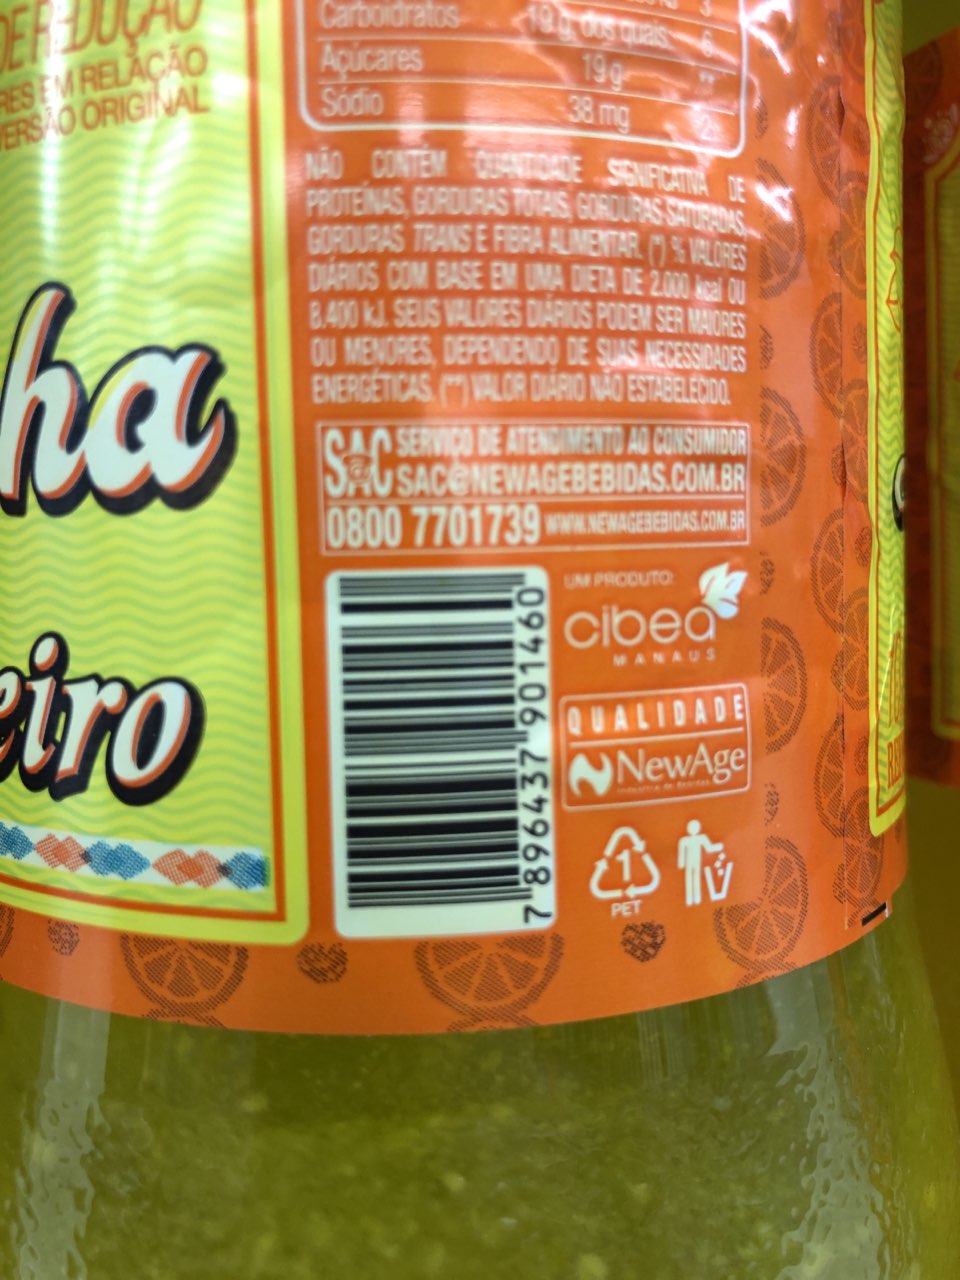 DE REDUÇÃO
RES EM RELAÇÃO
VERSÃO ORIGINAL
ha
eiro
3
Carboidratos 19 g, dos quais: 6
Açúcares 19 g **
Sódio 38 mg 2
NÃO CONTÉM QUANTIDADE SIGNIFICATIVA DE
PROTEÍNAS, GORDURAS TOTAIS, GORDURAS SATURADAS,
GORDURAS TRANS E FIBRA ALIMENTAR. (*) % VALORES
DIÁRIOS COM BASE EM UMA DIETA DE 2.000 kcal OU
8.400 kJ. SEUS VALORES DIÁRIOS PODEM SER MAIORES
OU MENORES, DEPENDENDO DE SUAS NECESSIDADES
ENERGÉTICAS. (**) VALOR DIÁRIO NÃO ESTABELECIDO.
SAC SERVIÇO DE ATENDIMENTO AO CONSUMIDOR
SAC@NEWAGEBEBIDAS.COM.BR
0800 7701739 WWW.NEWAGEBEBIDAS.COM.BR
7 896437 901460
UM PRODUTO:
cibea
MANAUS
QUALIDADE
NewAge
Indústria de Bebidas
1
PET